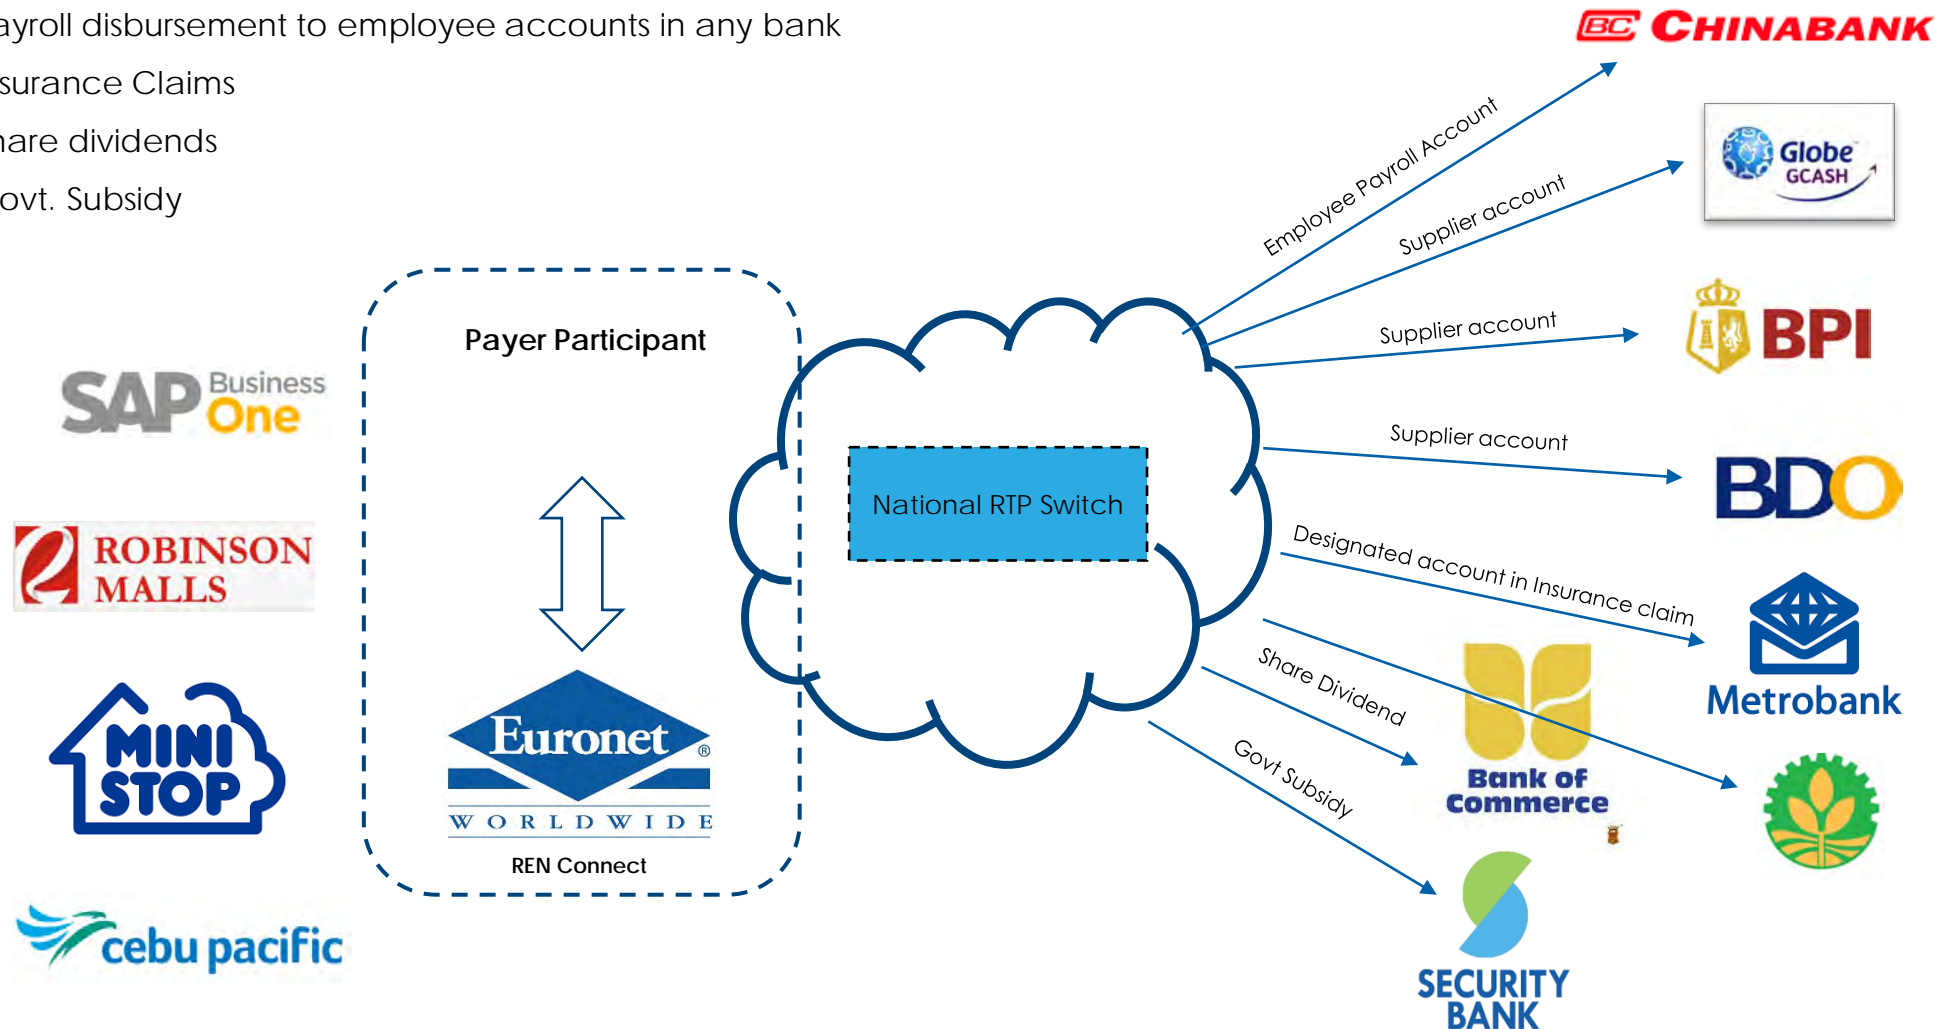 ayroll disbursement to employee accounts in any bank
surance Claims
are dividends
ovt. Subsidy
BC CHINABANK
Employee Payroll Account
Supplier account
Globe
GCASH
Payer Participant
Supplier account
BPI
SAP Business
One
Supplier account
BDO
National RTP Switch
ROBINSON
MALLS
Designated account in Insurance claim
Metrobank
Share Dividend
MINI
STOP
Euronet ®
WORLDWIDE
REN Connect
Govt Subsidy
Bank of
Commerce
cebu pacific
SECURITY
BANK